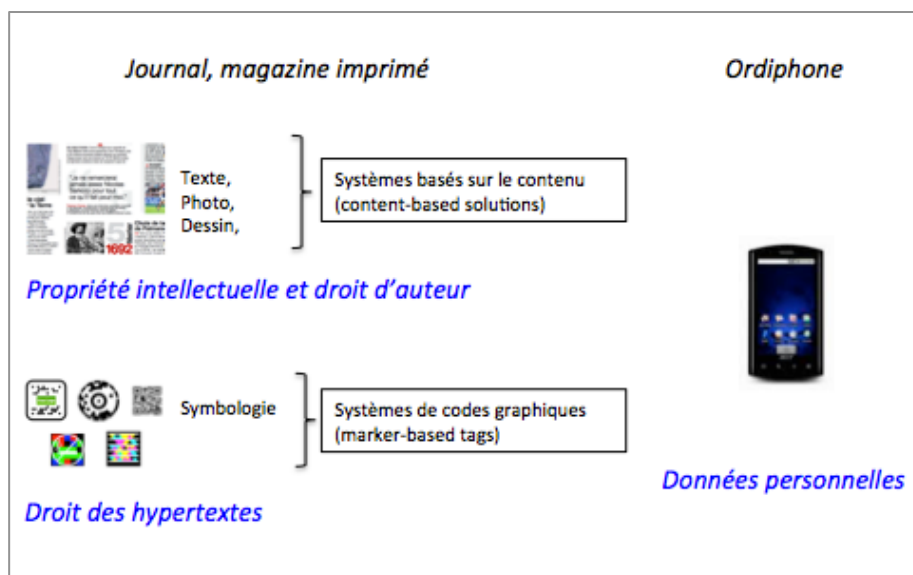 Journal, magazine imprimé
Ordiphone
Texte,
Photo,
Dessin,
Systèmes basés sur le contenu
(content-based solutions)
1692
Propriété intellectuelle et droit d’auteur
Symbologie
Systèmes de codes graphiques
(marker-based tags)
Données personnelles
Droit des hypertextes